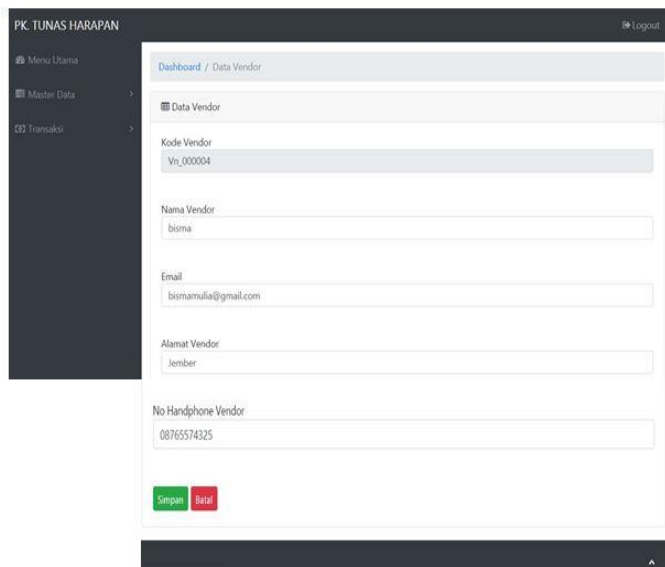 PK. TUNAS HARAPAN
Logout
Menu Utama
Master Data
Transaksi
Dashboard / Data Vendor
Data Vendor
Kode Vendor
Vn_000004
Nama Vendor
bisma
Email
bismamulia@gmail.com
Alamat Vendor
Jember
No Handphone Vendor
08765574325
Simpan Batal